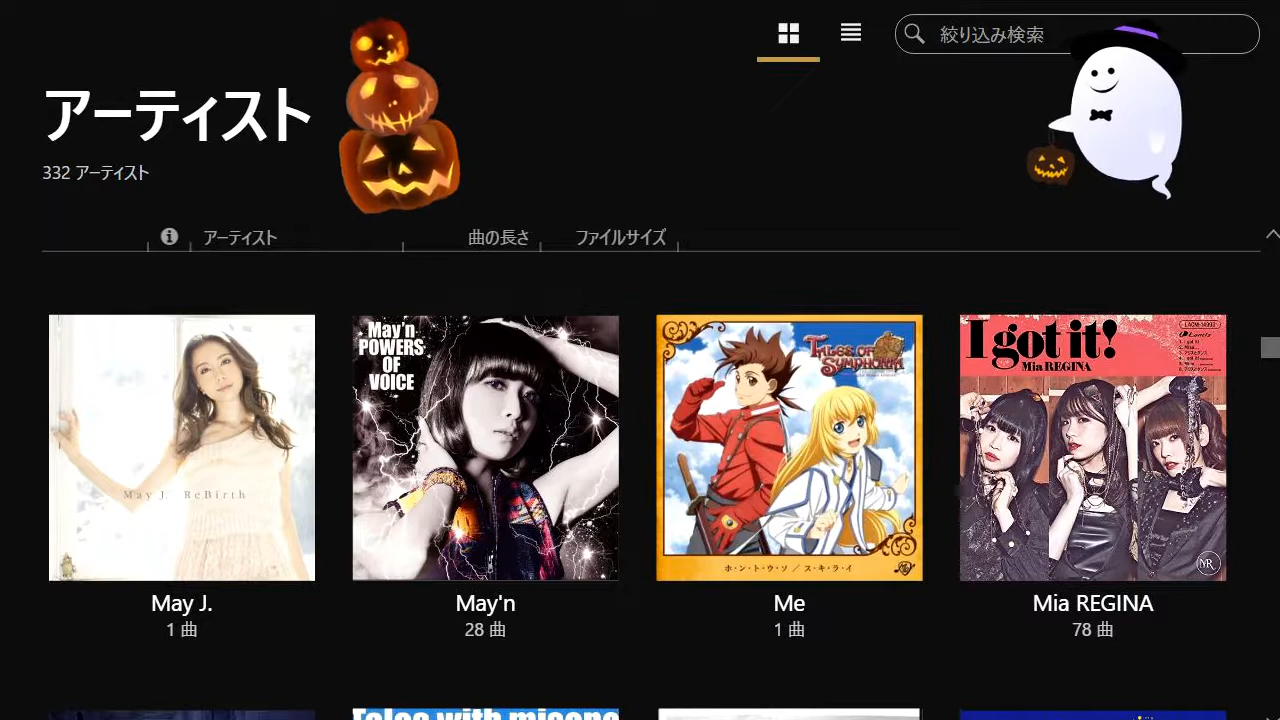 絞り込み検索
アーティスト
332 アーティスト
アーティスト
曲の長さ
ファイルサイズ
May J. ReBirth
May'n
POWERS
OF
VOICE
TALES OF
SYMPHONIA
ホ・ン・ト・ウ・ソ／ス・キ・ラ・イ
I got it!
Mia REGINA
May J.
1 曲
May'n
28 曲
Me
1 曲
Mia REGINA
78 曲